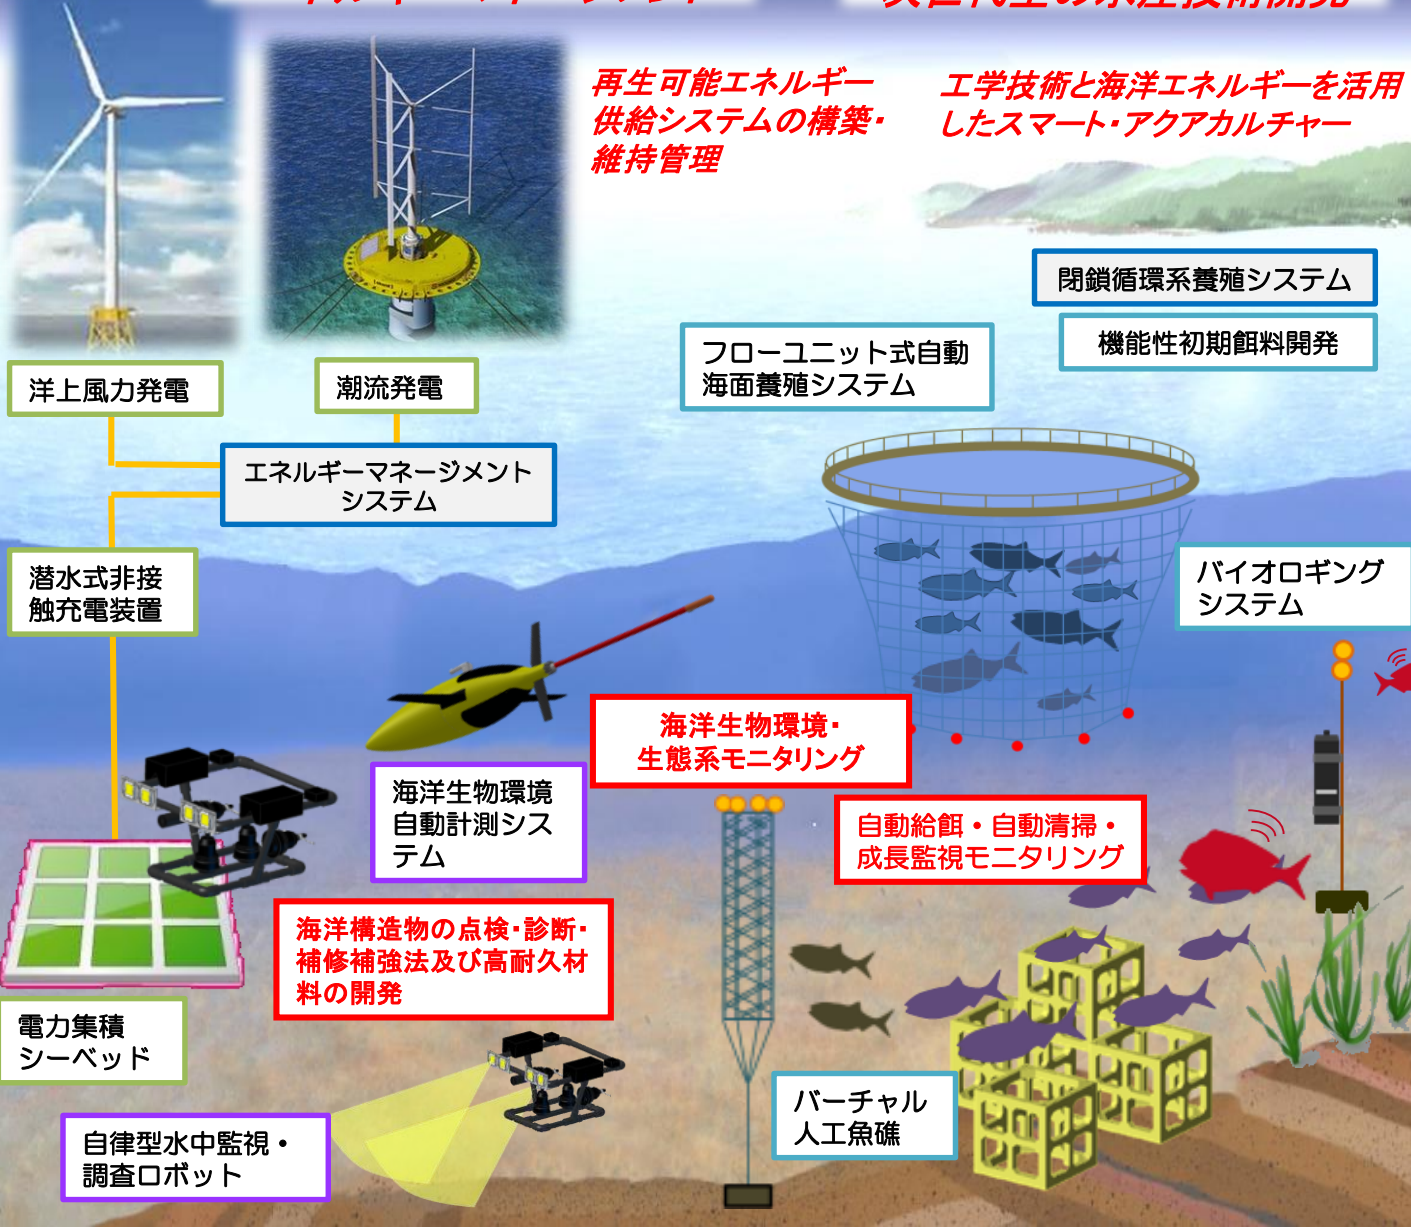 再生可能エネルギー
供給システムの構築・
維持管理
工学技術と海洋エネルギーを活用
したスマート・アクアカルチャー
閉鎖循環系養殖システム
機能性初期餌料開発
フローユニット式自動
海面養殖システム
洋上風力発電
潮流発電
エネルギーマネージメント
システム
潜水式非接
触充電装置
バイオロギング
システム
海洋生物環境・
生態系モニタリング
海洋生物環境
自動計測シス
テム
自動給餌・自動清掃・
成長監視モニタリング
海洋構造物の点検・診断・
補修補強法及び高耐久材
料の開発
電力集積
シーベッド
バーチャル
人工魚礁
自律型水中監視・
調査ロボット